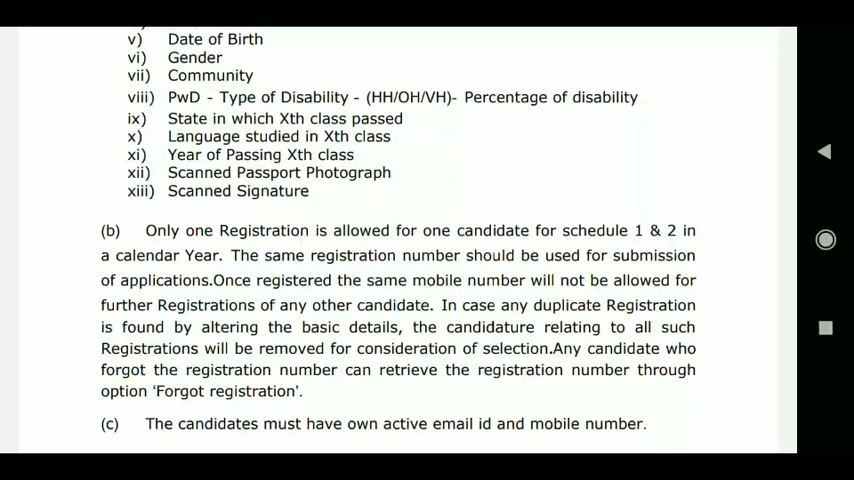 v) Date of Birth
vi) Gender
vii) Community
viii) PwD - Type of Disability - (HH/OH/VH)- Percentage of disability
ix) State in which Xth class passed
x) Language studied in Xth class
xi) Year of Passing Xth class
xii) Scanned Passport Photograph
xiii) Scanned Signature
(b) Only one Registration is allowed for one candidate for schedule 1 & 2 in
a calendar Year. The same registration number should be used for submission
of applications.Once registered the same mobile number will not be allowed for
further Registrations of any other candidate. In case any duplicate Registration
is found by altering the basic details, the candidature relating to all such
Registrations will be removed for consideration of selection.Any candidate who
forgot the registration number can retrieve the registration number through
option 'Forgot registration'.
(c) The candidates must have own active email id and mobile number.